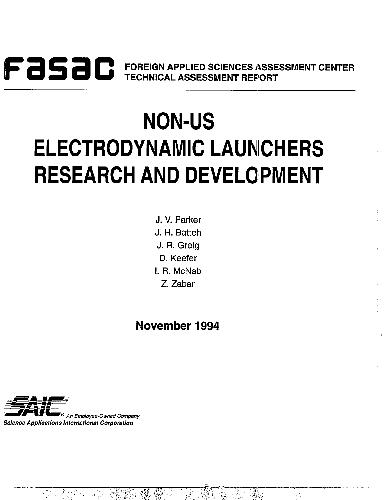 FASAC
FOREIGN APPLIED SCIENCES ASSESSMENT CENTER
TECHNICAL ASSESSMENT REPORT
NON-US
ELECTRODYNAMIC LAUNCHERS
RESEARCH AND DEVELOPMENT
J. V. Parker
J. H. Batteh
J. R. Greig
D. Keefer
I. R. McNab
Z. Zabar
November 1994
SAIC
An Employee-Owned Company
Science Applications International Corporation